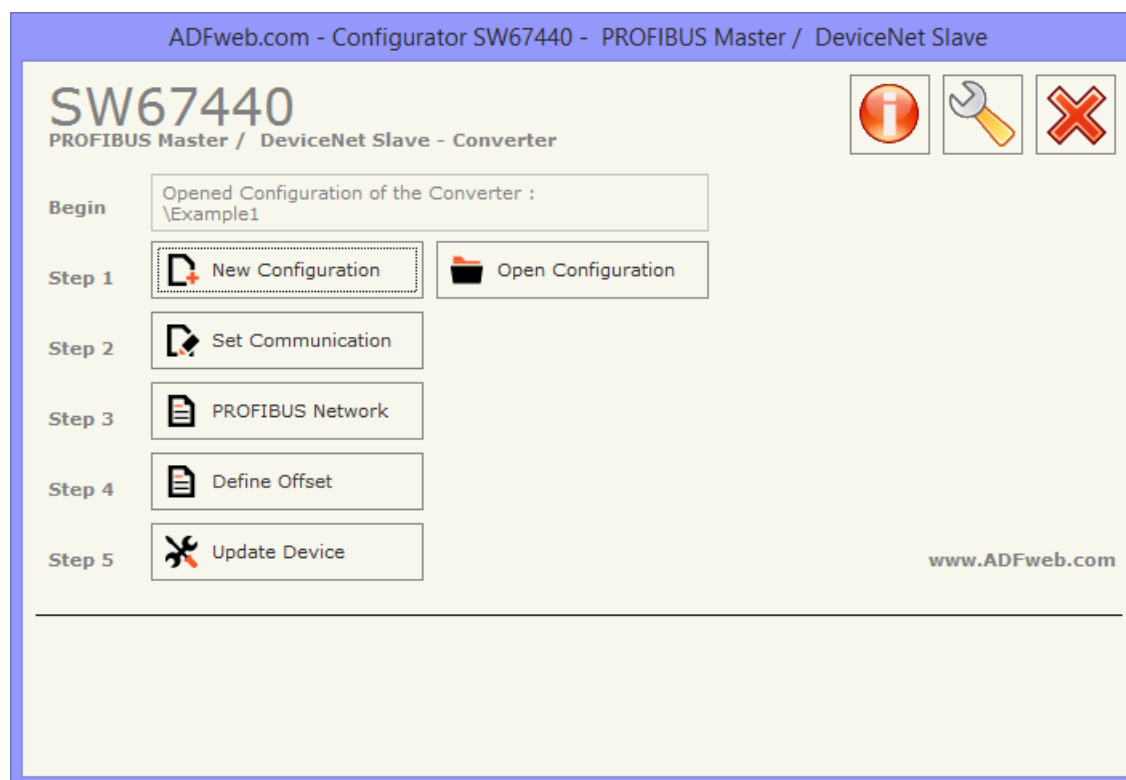 ADFweb.com - Configurator SW67440 - PROFIBUS Master / DeviceNet Slave
SW67440
PROFIBUS Master / DeviceNet Slave - Converter
Begin
Opened Configuration of the Converter :
\Example1
Step 1
New Configuration
Open Configuration
Step 2
Set Communication
Step 3
PROFIBUS Network
Step 4
Define Offset
Step 5
Update Device
www.ADFweb.com